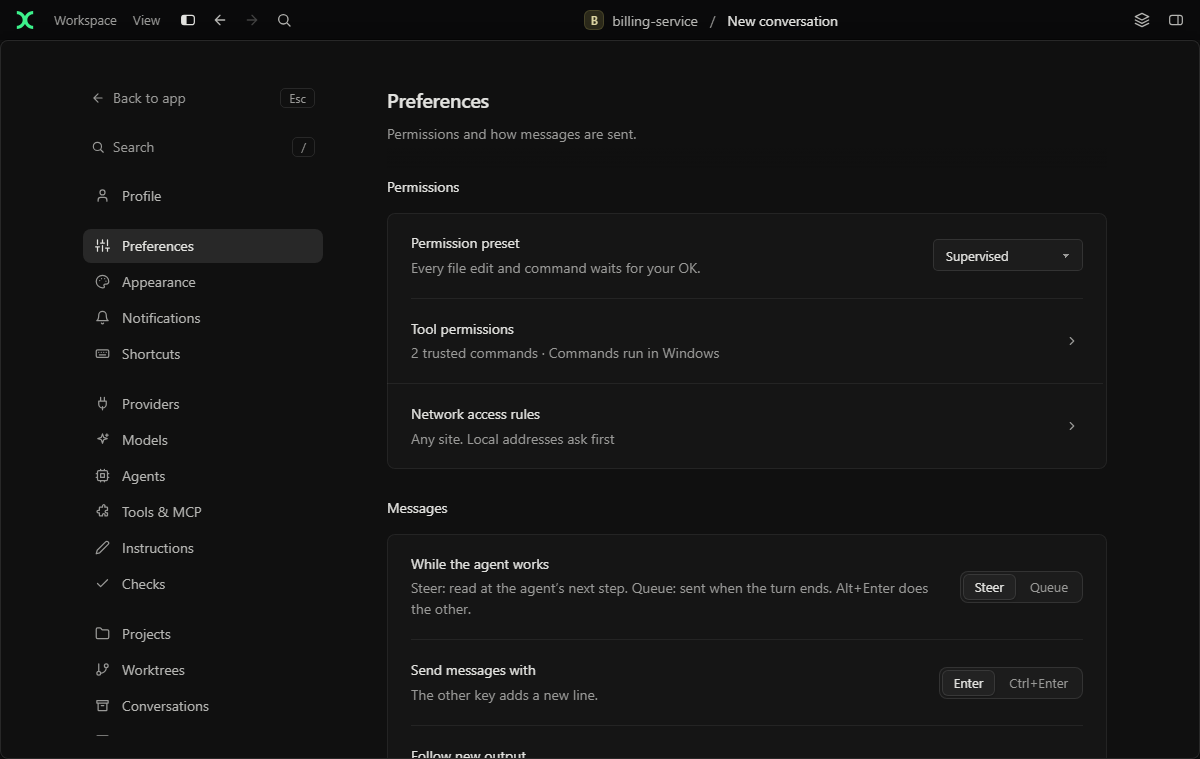 Workspace View
B billing-service / New conversation
Back to app Esc
Search /
Profile
Preferences
Appearance
Notifications
Shortcuts
Providers
Models
Agents
Tools & MCP
Instructions
Checks
Projects
Worktrees
Conversations
Preferences
Permissions and how messages are sent.
Permissions
Permission preset
Every file edit and command waits for your OK.
Supervised
Tool permissions
2 trusted commands · Commands run in Windows
Network access rules
Any site. Local addresses ask first
Messages
While the agent works
Steer: read at the agent’s next step. Queue: sent when the turn ends. Alt+Enter does
the other.
Steer Queue
Send messages with
The other key adds a new line.
Enter Ctrl+Enter
Follow new output